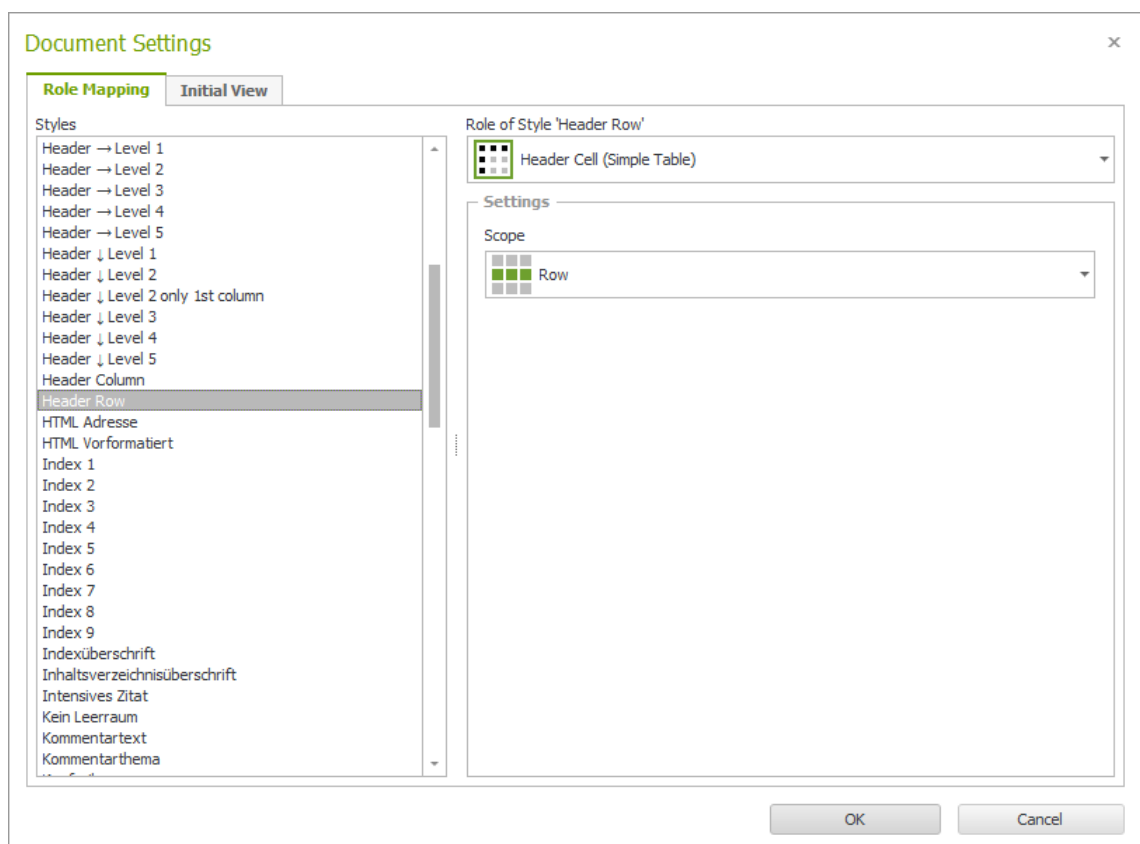 Document Settings
Role Mapping
Initial View
Styles
Header → Level 1
Header → Level 2
Header → Level 3
Header → Level 4
Header → Level 5
Header ↓ Level 1
Header ↓ Level 2
Header ↓ Level 2 only 1st column
Header ↓ Level 3
Header ↓ Level 4
Header ↓ Level 5
Header Column
Header Row
HTML Adresse
HTML Vorformatiert
Index 1
Index 2
Index 3
Index 4
Index 5
Index 6
Index 7
Index 8
Index 9
Indexüberschrift
Inhaltsverzeichnisüberschrift
Intensives Zitat
Kein Leerraum
Kommentartext
Kommentarthema
Role of Style 'Header Row'
Header Cell (Simple Table)
Settings
Scope
Row
OK
Cancel